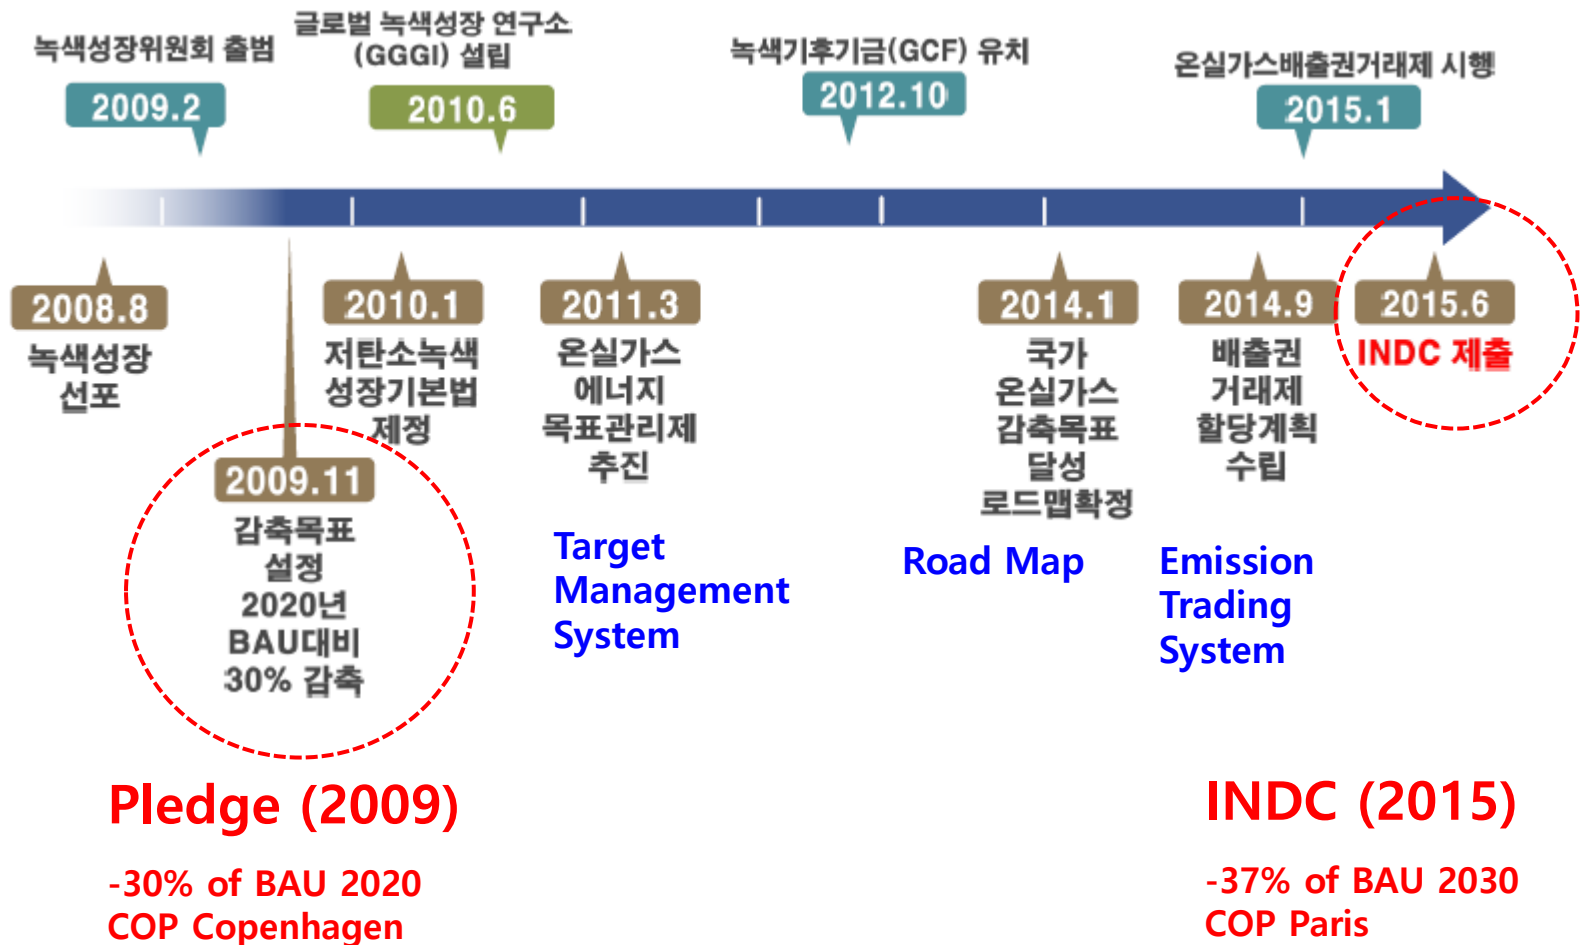 녹색성장위원회 출범
2009.2
글로벌 녹색성장 연구소
(GGGI) 설립
2010.6
녹색기후기금(GCF) 유치
2012.10
온실가스배출권거래제 시행
2015.1
2008.8
녹색성장
선포
2009.11
감축목표
설정
2020년
BAU대비
30% 감축
2010.1
저탄소녹색
성장기본법
제정
2011.3
온실가스
에너지
목표관리제
추진
Target
Management
System
2014.1
국가
온실가스
감축목표
달성
로드맵확정
Road Map
2014.9
배출권
거래제
할당계획
수립
Emission
Trading
System
2015.6
INDC 제출
Pledge (2009)
-30% of BAU 2020
COP Copenhagen
INDC (2015)
-37% of BAU 2030
COP Paris